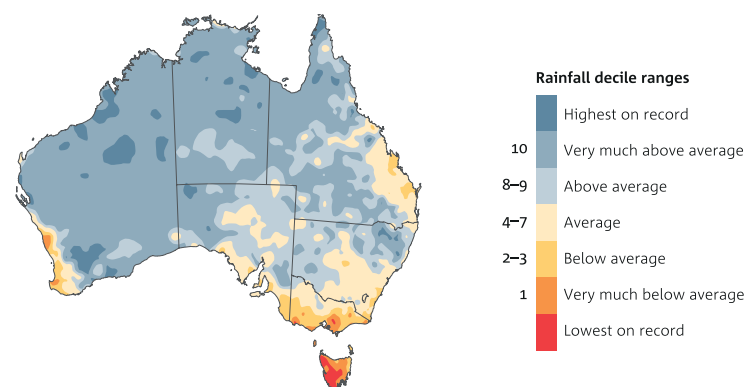 Rainfall decile ranges
Highest on record
10 Very much above average
8–9 Above average
4–7 Average
2–3 Below average
1 Very much below average
Lowest on record